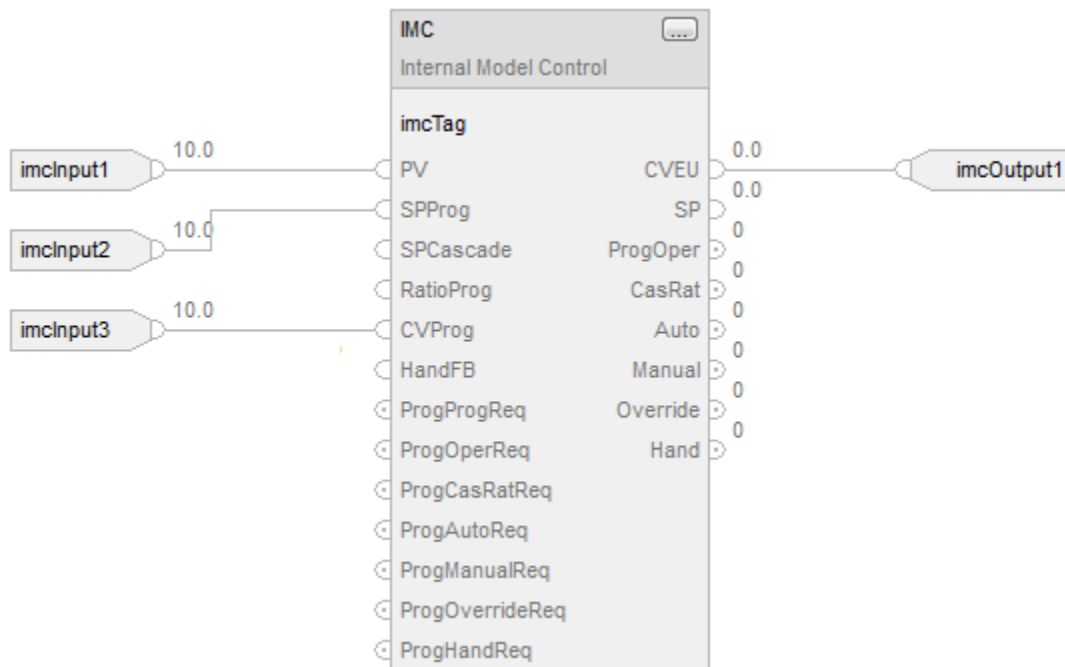 IMC
...
Internal Model Control
imcTag
imcInput1 10.0 PV CVEU 0.0 imcOutput1
SPProg SP 0.0
imcInput2 10.0 SPCascade ProgOper 0
RatioProg CasRat 0
imcInput3 10.0 CVProg Auto 0
HandFB Manual 0
ProgProgReq Override 0
ProgOperReq Hand 0
ProgCasRatReq
ProgAutoReq
ProgManualReq
ProgOverrideReq
ProgHandReq